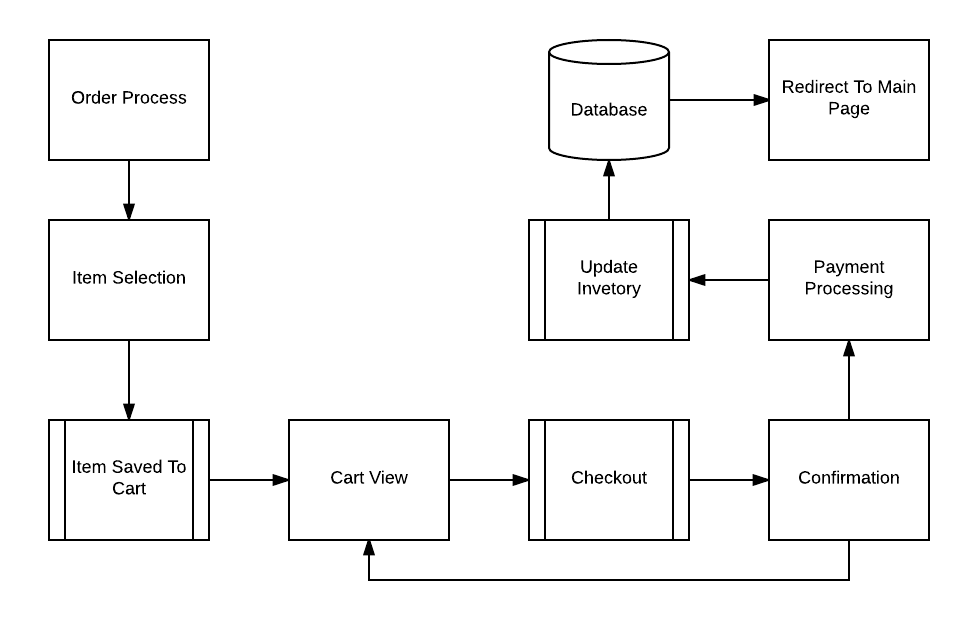 Order Process
Database
Redirect To Main
Page
Item Selection
Update
Invetory
Payment
Processing
Item Saved To
Cart
Cart View
Checkout
Confirmation